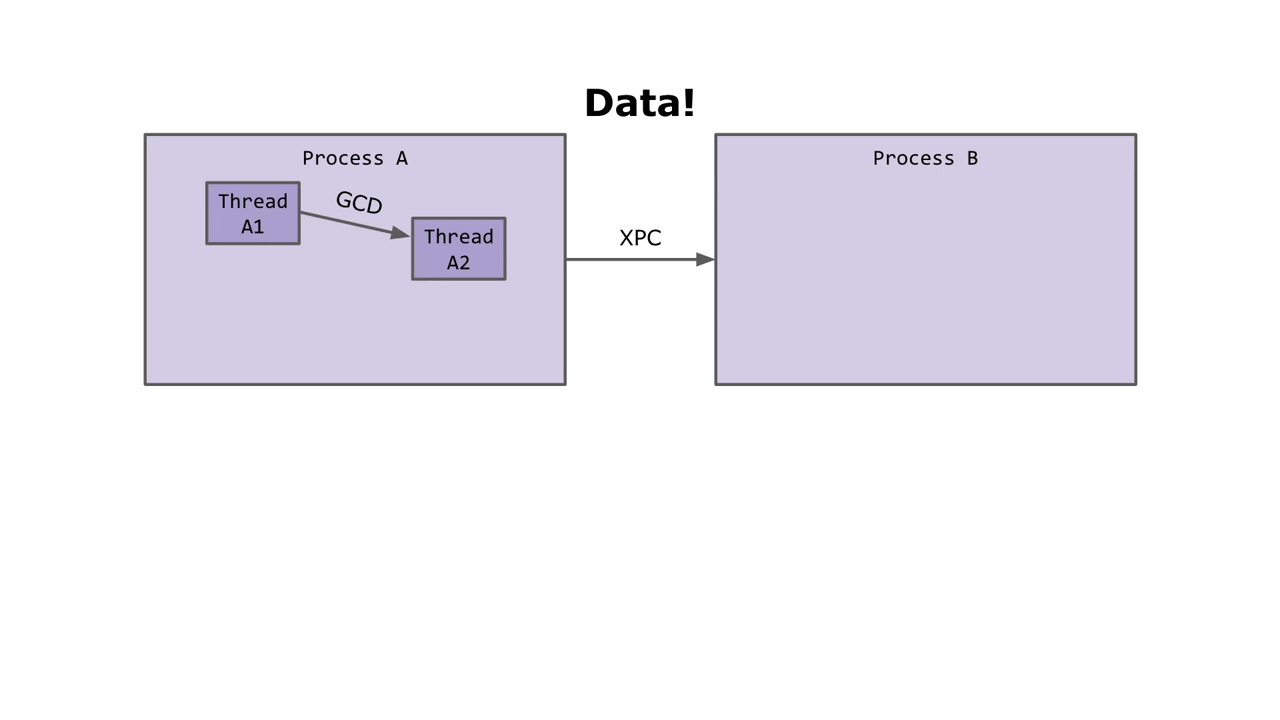 Data!
Process A
Thread
A1
GCD
Thread
A2
XPC
Process B